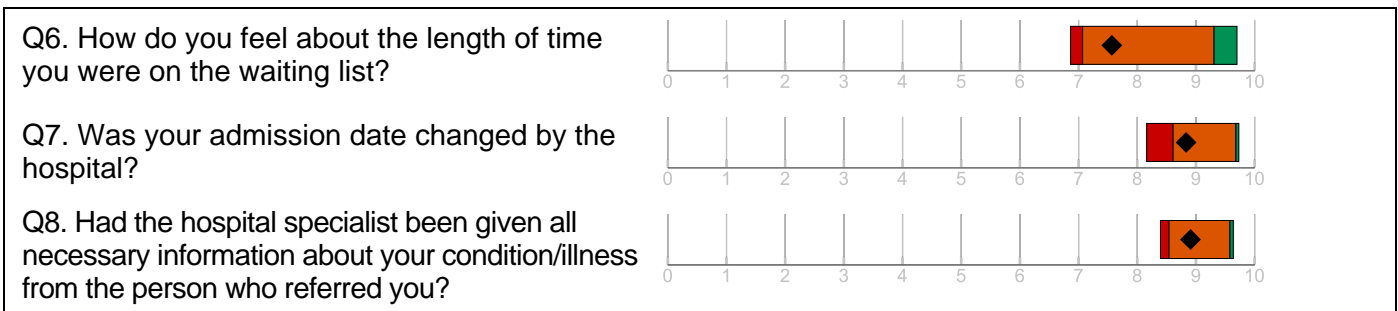 Q6. How do you feel about the length of time
you were on the waiting list?
0 1 2 3 4 5 6 7 8 9 10
Q7. Was your admission date changed by the
hospital?
0 1 2 3 4 5 6 7 8 9 10
Q8. Had the hospital specialist been given all
necessary information about your condition/illness
from the person who referred you?
0 1 2 3 4 5 6 7 8 9 10